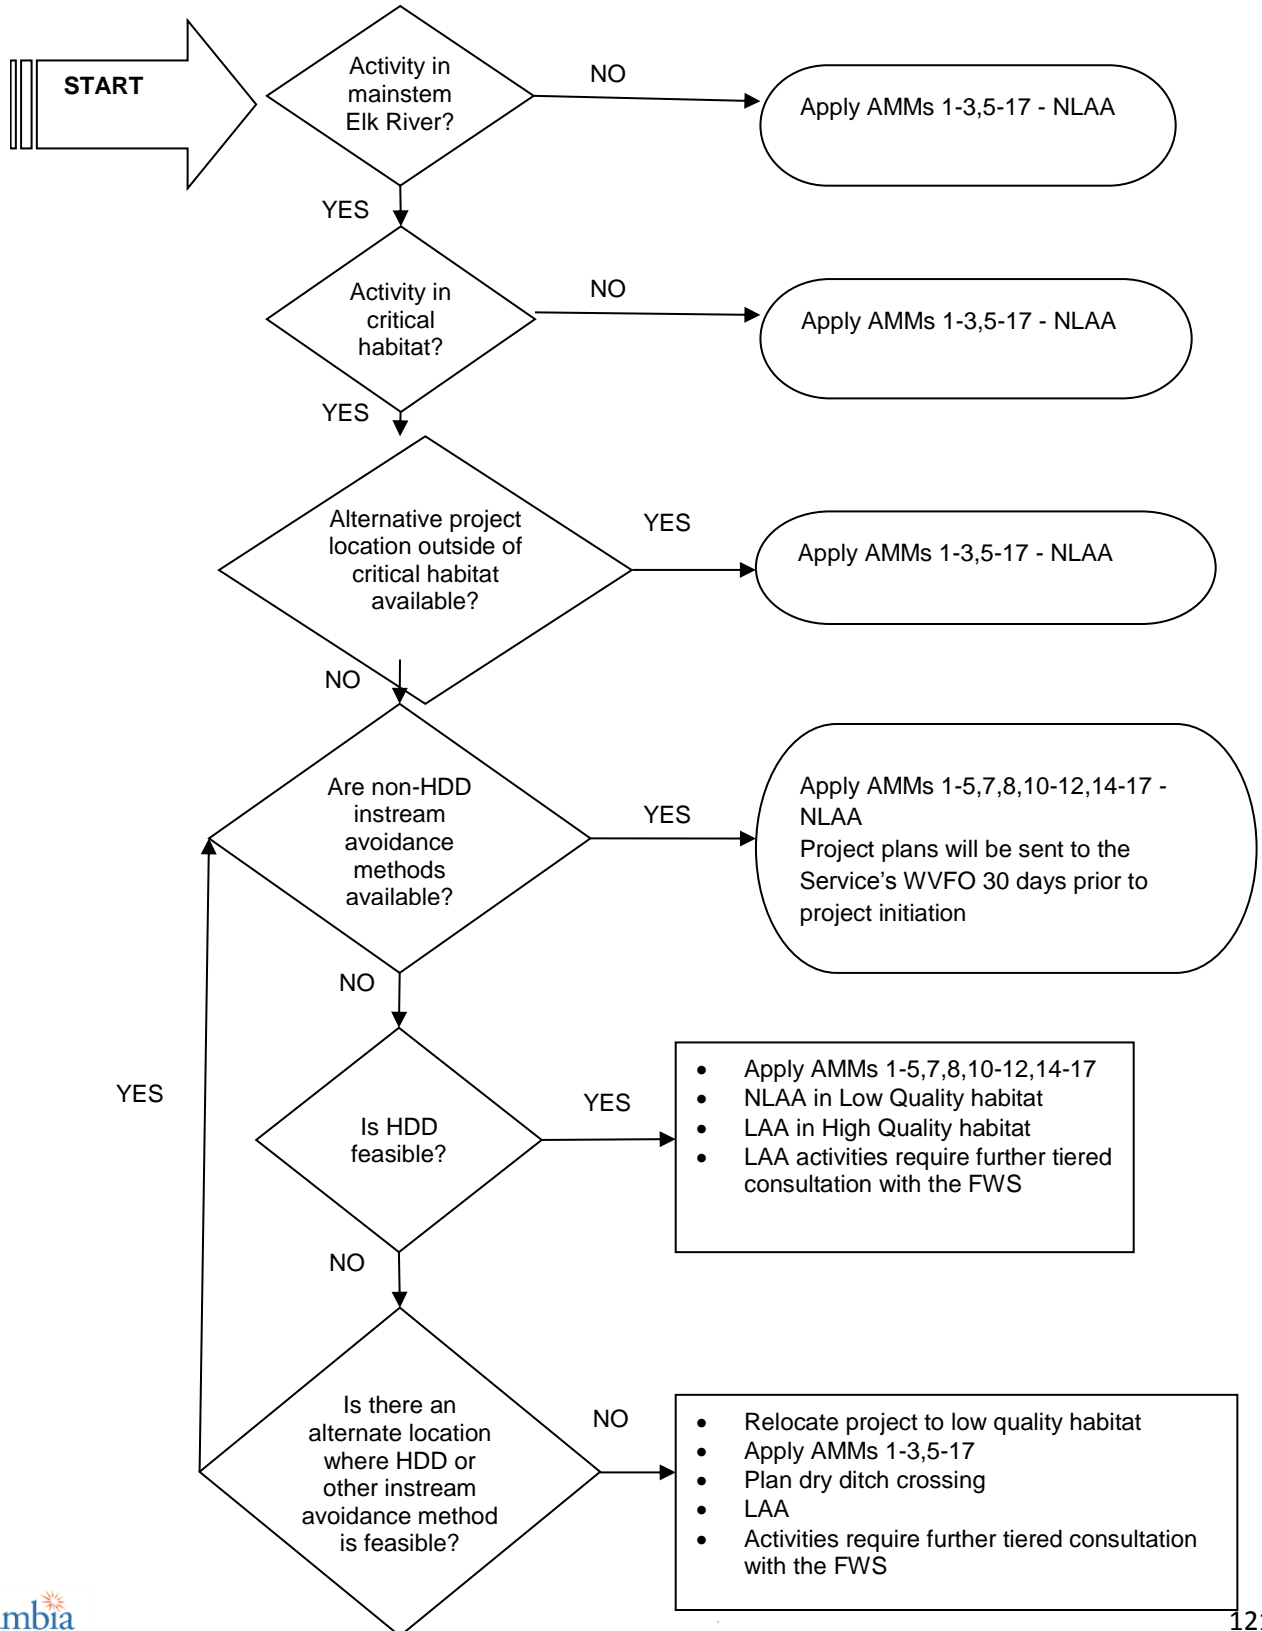 START
Activity in
mainstem
Elk River?
NO
Apply AMMs 1-3,5-17 - NLAA
YES
Activity in
critical
habitat?
NO
Apply AMMs 1-3,5-17 - NLAA
YES
Alternative project
location outside of
critical habitat
available?
YES
Apply AMMs 1-3,5-17 - NLAA
NO
Are non-HDD
instream
avoidance
methods
available?
YES
Apply AMMs 1-5,7,8,10-12,14-17 -
NLAA
Project plans will be sent to the
Service's WVFO 30 days prior to
project initiation
NO
YES
Is HDD
feasible?
YES
• Apply AMMs 1-5,7,8,10-12,14-17
• NLAA in Low Quality habitat
• LAA in High Quality habitat
• LAA activities require further tiered
consultation with the FWS
NO
Is there an
alternate location
where HDD or
other instream
avoidance method
is feasible?
NO
• Relocate project to low quality habitat
• Apply AMMs 1-3,5-17
• Plan dry ditch crossing
• LAA
• Activities require further tiered consultation
with the FWS
mbia